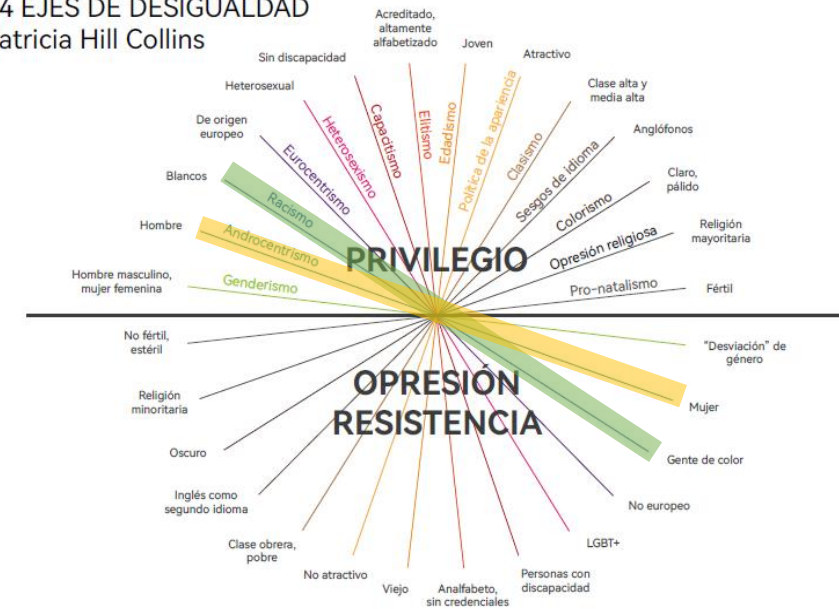 4 EJES DE DESIGUALDAD
atricia Hill Collins
Acreditado,
altamente
alfabetizado
Joven
Atractivo
Sin discapacidad
Clase alta y
media alta
Heterosexual
De origen
europeo
Anglófonos
Blancos
Claro,
pálido
Hombre
Religión
mayoritaria
Hombre masculino,
mujer femenina
Fértil
Genderismo
Androcentrismo
Racismo
Eurocentrismo
Heterosexismo
Capacitismo
Elitismo
Edadismo
Política de la apariencia
Clasismo
Sesgos de idioma
Colorismo
Opresión religiosa
Pro-natalismo
PRIVILEGIO
OPRESIÓN
RESISTENCIA
No fértil,
estéril
"Desviación" de
género
Religión
minoritaria
Mujer
Oscuro
Gente de color
Inglés como
segundo idioma
No europeo
Clase obrera,
pobre
LGBT+
No atractivo
Viejo
Analfabeto,
sin credenciales
Personas con
discapacidad